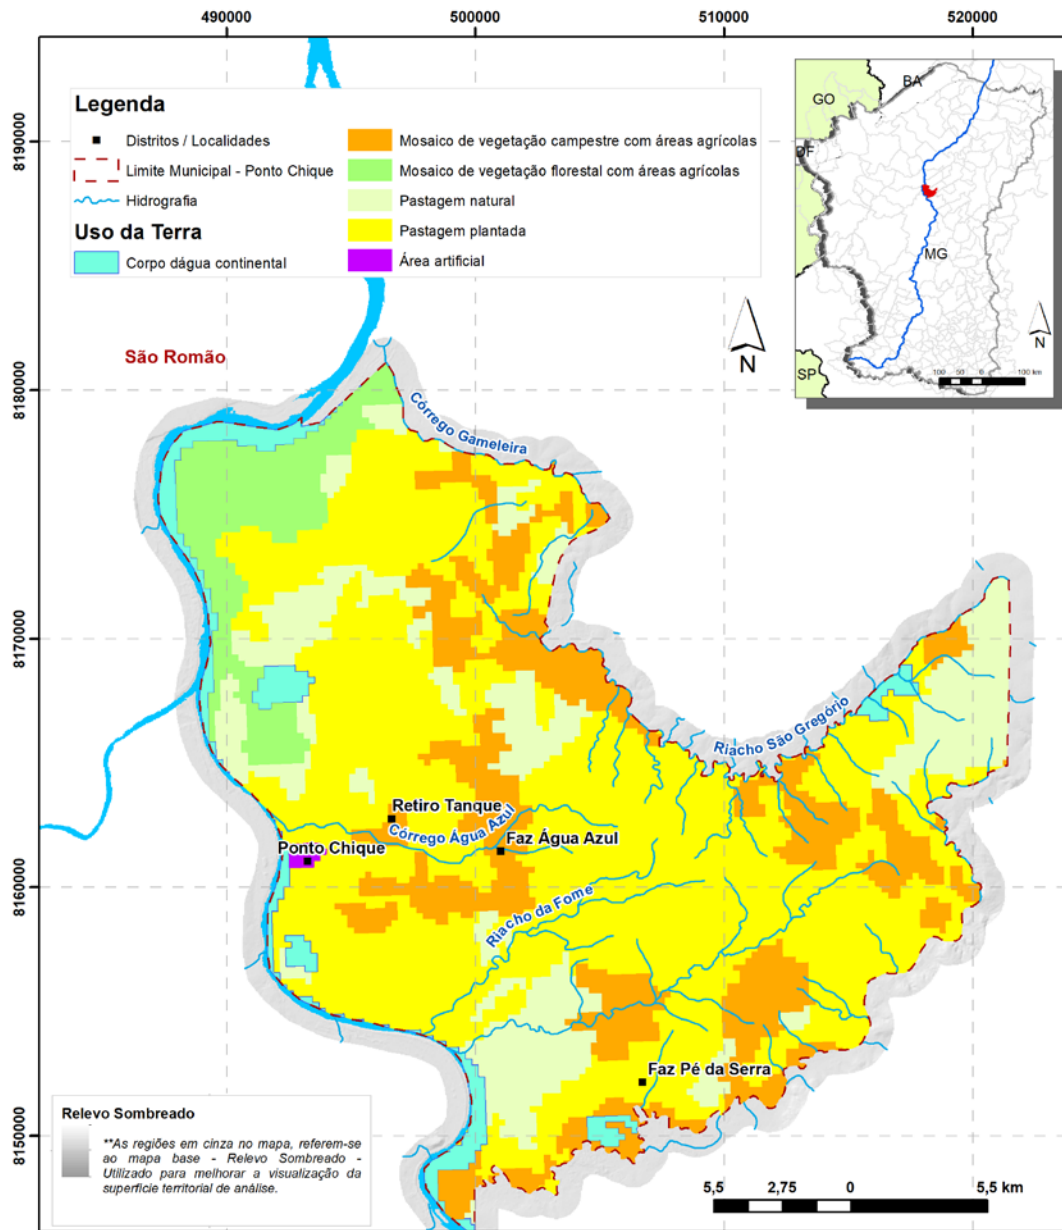 490000
500000
510000
520000
8190000
8180000
8170000
8160000
8150000
Legenda
Distritos / Localidades
Limite Municipal - Ponto Chique
Hidrografia
Uso da Terra
Corpo dágua continental
Mosaico de vegetação campestre com áreas agrícolas
Mosaico de vegetação florestal com áreas agrícolas
Pastagem natural
Pastagem plantada
Área artificial
GO
BA
DF
MG
SP
N
100 50 0 100 km
N
São Romão
Córrego Gameleira
Riacho São Gregório
Retiro Tanque
Córrego Água Azul
Faz Água Azul
Ponto Chique
Riacho da Fome
Faz Pé da Serra
Relevo Sombreado
**As regiões em cinza no mapa, referem-se
ao mapa base - Relevo Sombreado -
Utilizado para melhorar a visualização da
superfície territorial de análise.
5,5 2,75 0 5,5 km